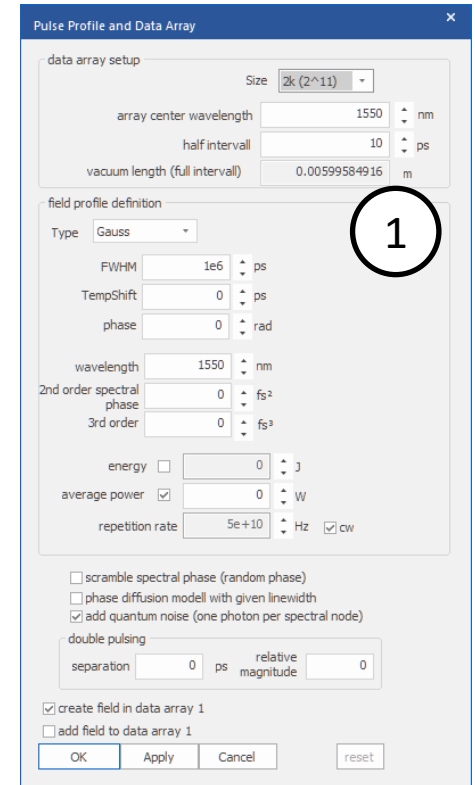 Pulse Profile and Data Array ×
data array setup
Size 2k (2^11)
array center wavelength 1550 nm
half intervall 10 ps
vacuum length (full intervall) 0.00599584916 m
field profile definition
1
Type Gauss
FWHM 1e6 ps
TempShift 0 ps
phase 0 rad
wavelength 1550 nm
2nd order spectral
phase 0 fs²
3rd order 0 fs³
energy 0 J
average power 0 W
repetition rate 5e+10 Hz cw
scramble spectral phase (random phase)
phase diffusion modell with given linewidth
add quantum noise (one photon per spectral node)
double pulsing
separation 0 ps relative
magnitude 0
create field in data array 1
add field to data array 1
OK Apply Cancel reset